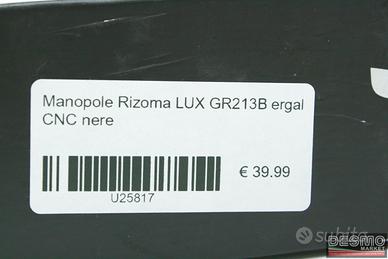 Manopole Rizoma LUX GR213B ergal
CNC nere
€ 39.99
U25817
subito
DESMO
MARKET